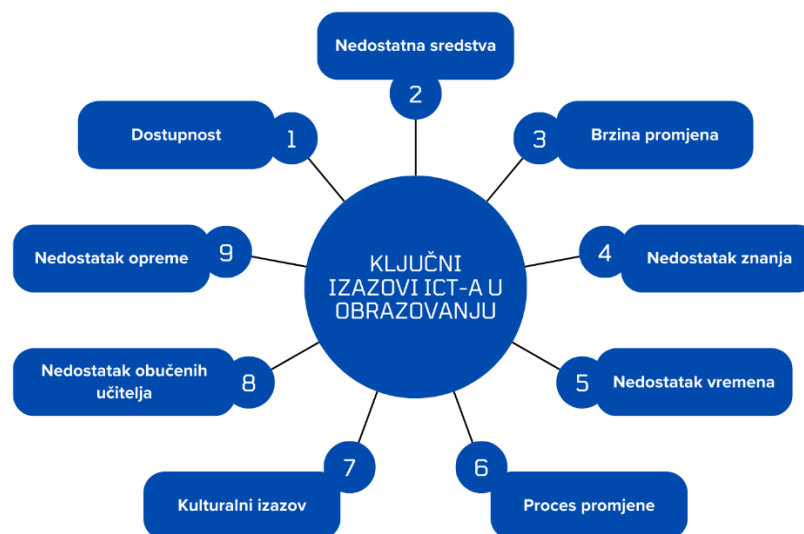 Nedostatna sredstva
2
Dostupnost
1
3
Brzina promjena
Nedostatak opreme
9
KLJUČNI
IZAZOVI ICT-A U
OBRAZOVANJU
4
Nedostatak znanja
Nedostatak obučenih
učitelja
8
5
Nedostatak vremena
7
Kulturalni izazov
6
Proces promjene